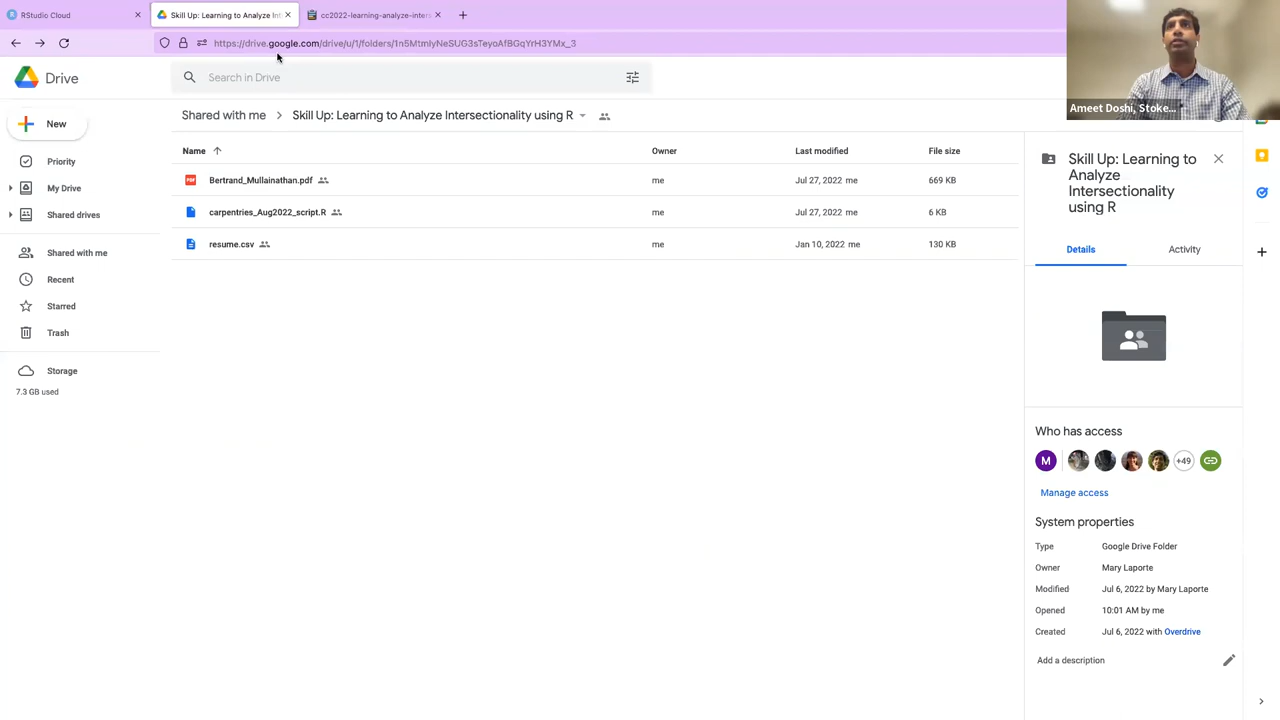 RStudio Cloud
Skill Up: Learning to Analyze Int
cc2022-learning-analyze-inters
https://drive.google.com/drive/u/1/folders/1n5MtmlyNeSUG3sTeyoAfBGqYrH3YMx_3
Drive
Search in Drive
Ameet Doshi, Stoke...
New
Priority
My Drive
Shared drives
Shared with me
Recent
Starred
Trash
Storage
7.3 GB used
Shared with me > Skill Up: Learning to Analyze Intersectionality using R
Name Owner Last modified File size
PDF Bertrand_Mullainathan.pdf me Jul 27, 2022 me 669 KB
carpentries_Aug2022_script.R me Jul 27, 2022 me 6 KB
resume.csv me Jan 10, 2022 me 130 KB
Skill Up: Learning to
Analyze
Intersectionality
using R
Details Activity
Who has access
M +49
Manage access
System properties
Type Google Drive Folder
Owner Mary Laporte
Modified Jul 6, 2022 by Mary Laporte
Opened 10:01 AM by me
Created Jul 6, 2022 with Overdrive
Add a description